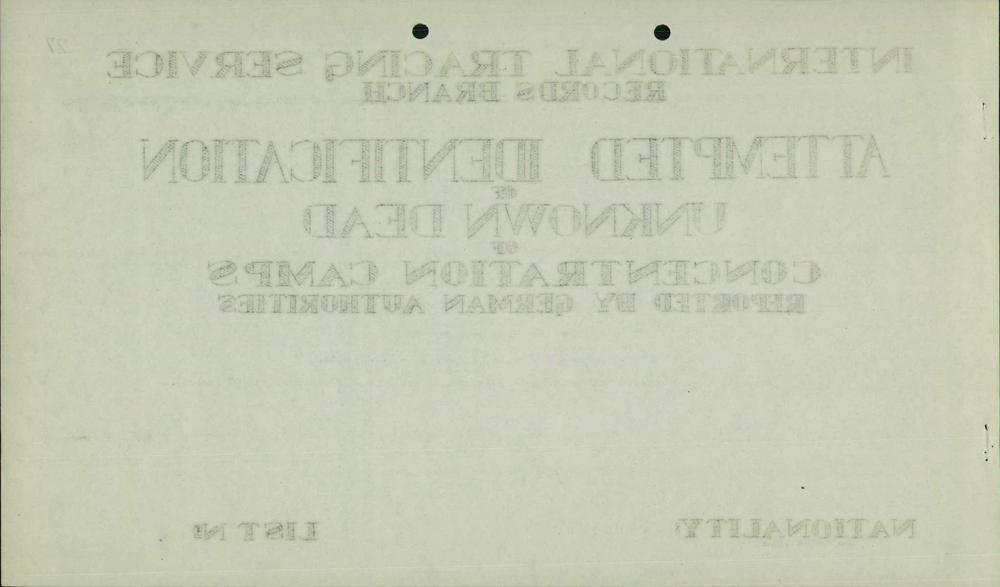 27
INTERNATIONAL TRACING SERVICE
RECORDS BRANCH
ATTEMPTED IDENTIFICATION
OF
UNKNOWN DEAD
OF
CONCENTRATION CAMPS
REPORTED BY GERMAN AUTHORITIES
NATIONALITY
LIST Nº